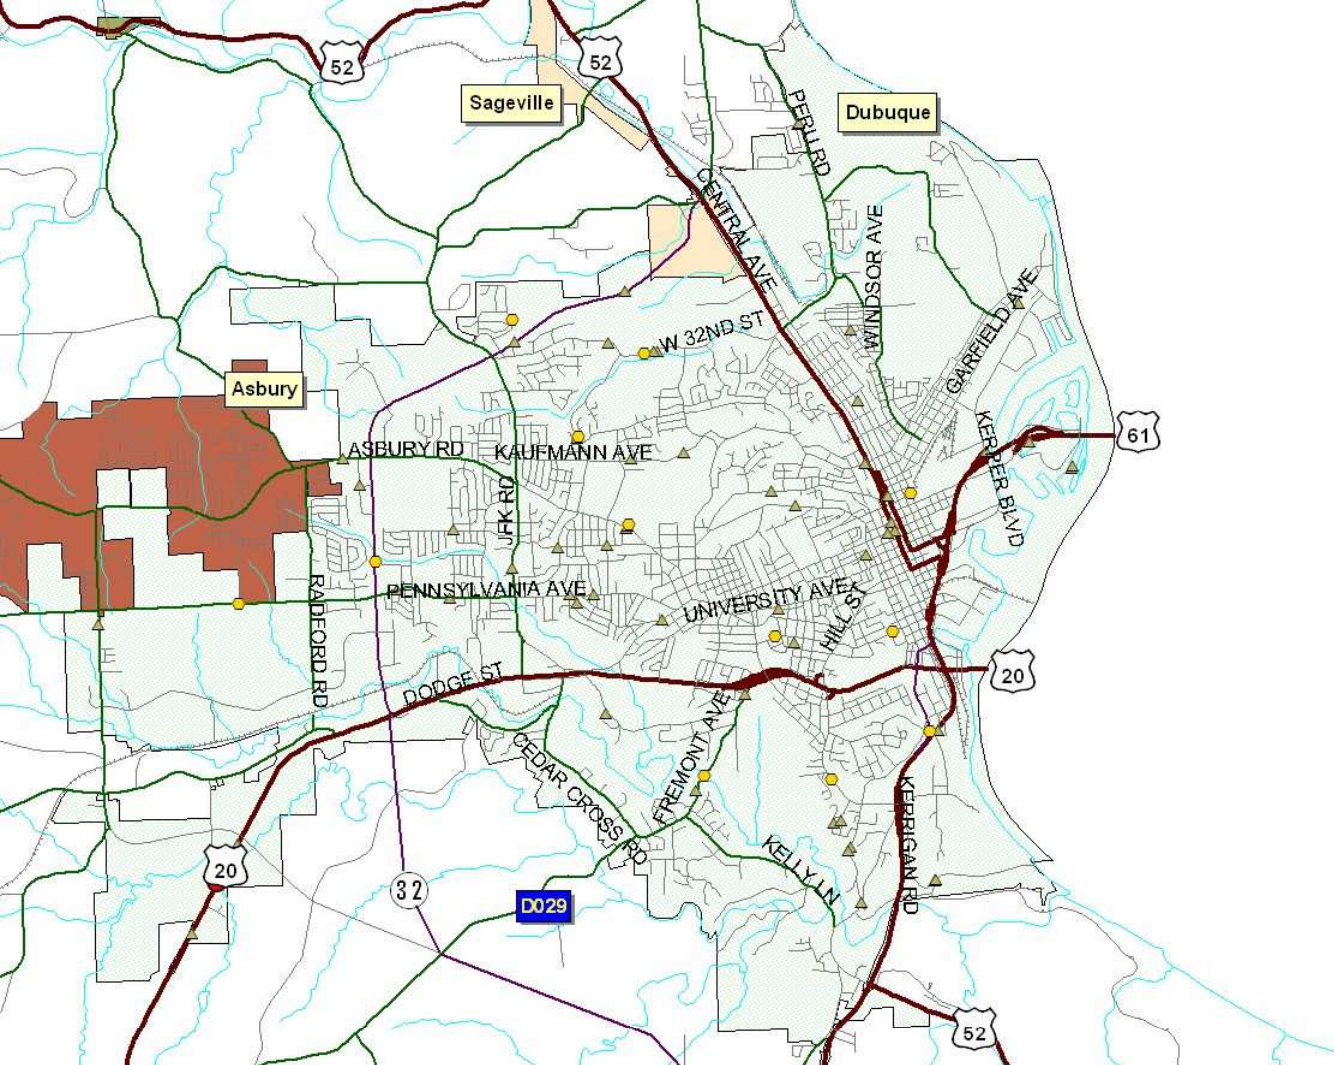 52
52
Sageville
Dubuque
PERU RD
CENTRAL AVE
WINDSOR AVE
GARFIELD AVE
W 32ND ST
Asbury
ASBURY RD
KAUFMANN AVE
KERPER BLVD
61
JFK RD
PENNSYLVANIA AVE
UNIVERSITY AVE
HILL ST
RADFORD RD
DODGE ST
20
FREMONT AVE
CEDAR CROSS RD
KERRIGAN RD
KELLY LN
20
32
D029
52